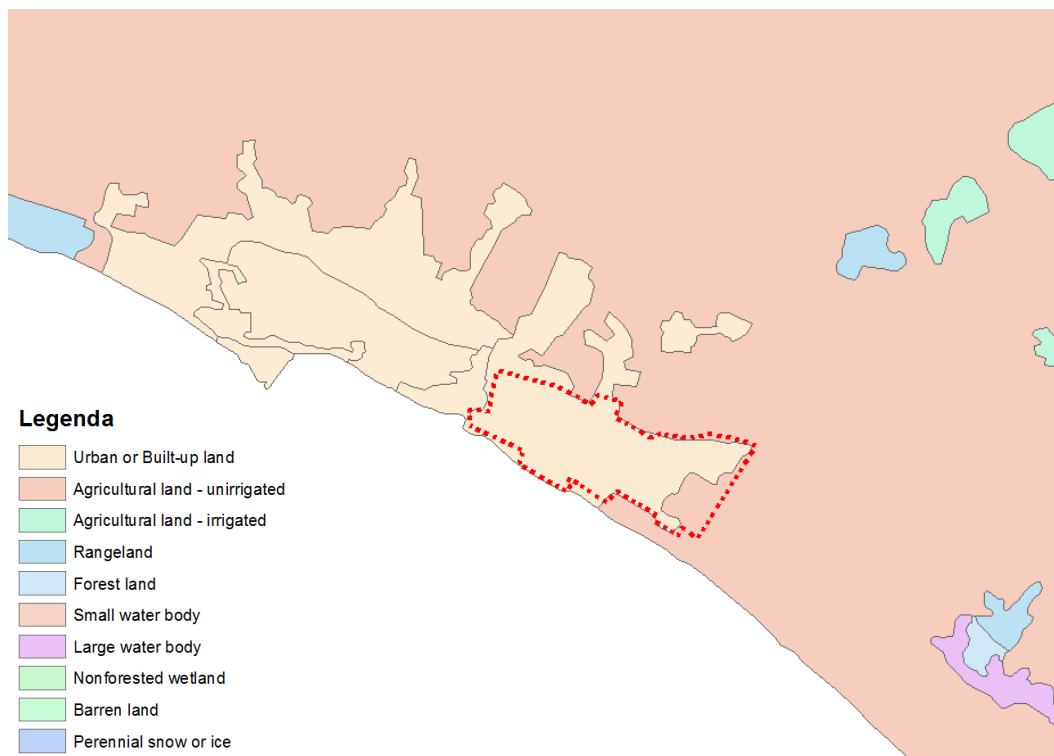 Legenda
Urban or Built-up land
Agricultural land - unirrigated
Agricultural land - irrigated
Rangeland
Forest land
Small water body
Large water body
Nonforested wetland
Barren land
Perennial snow or ice